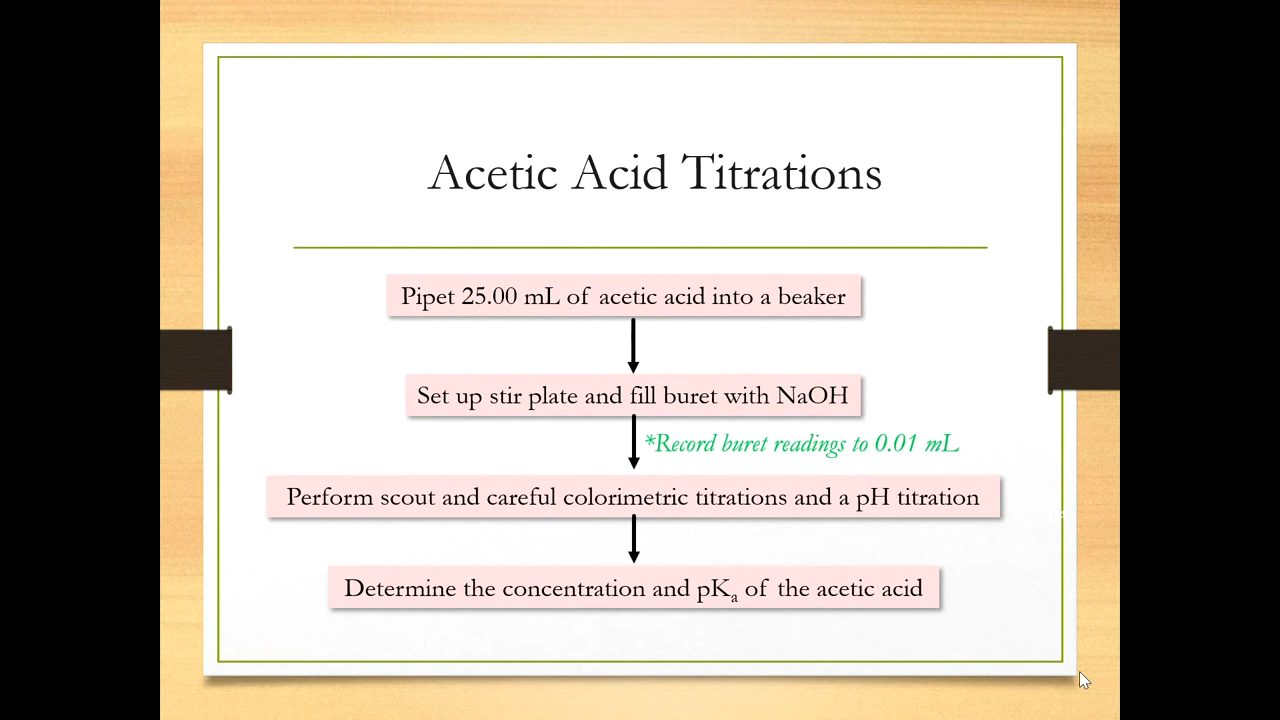 Acetic Acid Titrations
Pipet 25.00 mL of acetic acid into a beaker
Set up stir plate and fill buret with NaOH
*Record buret readings to 0.01 mL
Perform scout and careful colorimetric titrations and a pH titration
Determine the concentration and pKₐ of the acetic acid